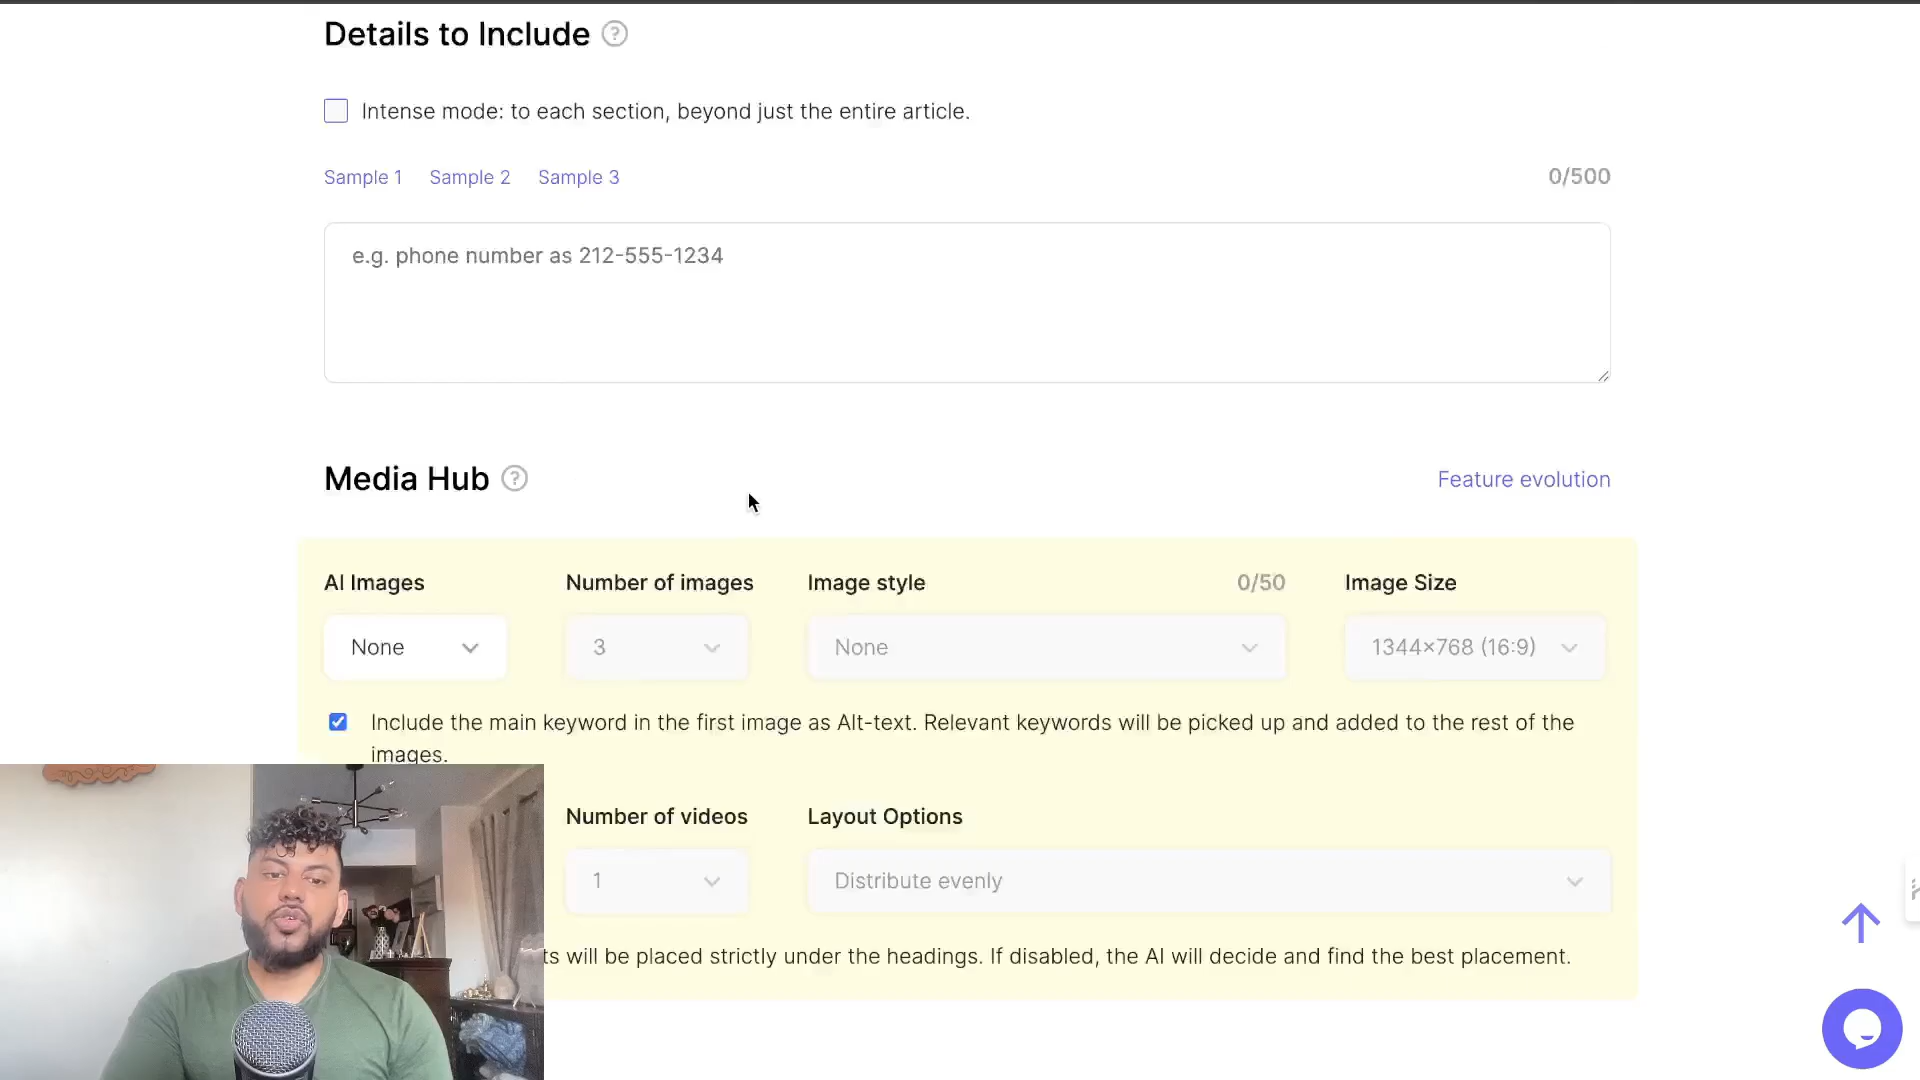 Details to Include ?
Intense mode: to each section, beyond just the entire article.
Sample 1 Sample 2 Sample 3 0/500
e.g. phone number as 212-555-1234
Media Hub ? Feature evolution
AI Images Number of images Image style 0/50 Image Size
None 3 None 1344×768 (16:9)
Include the main keyword in the first image as Alt-text. Relevant keywords will be picked up and added to the rest of the
images.
Number of videos Layout Options
1 Distribute evenly
will be placed strictly under the headings. If disabled, the AI will decide and find the best placement.